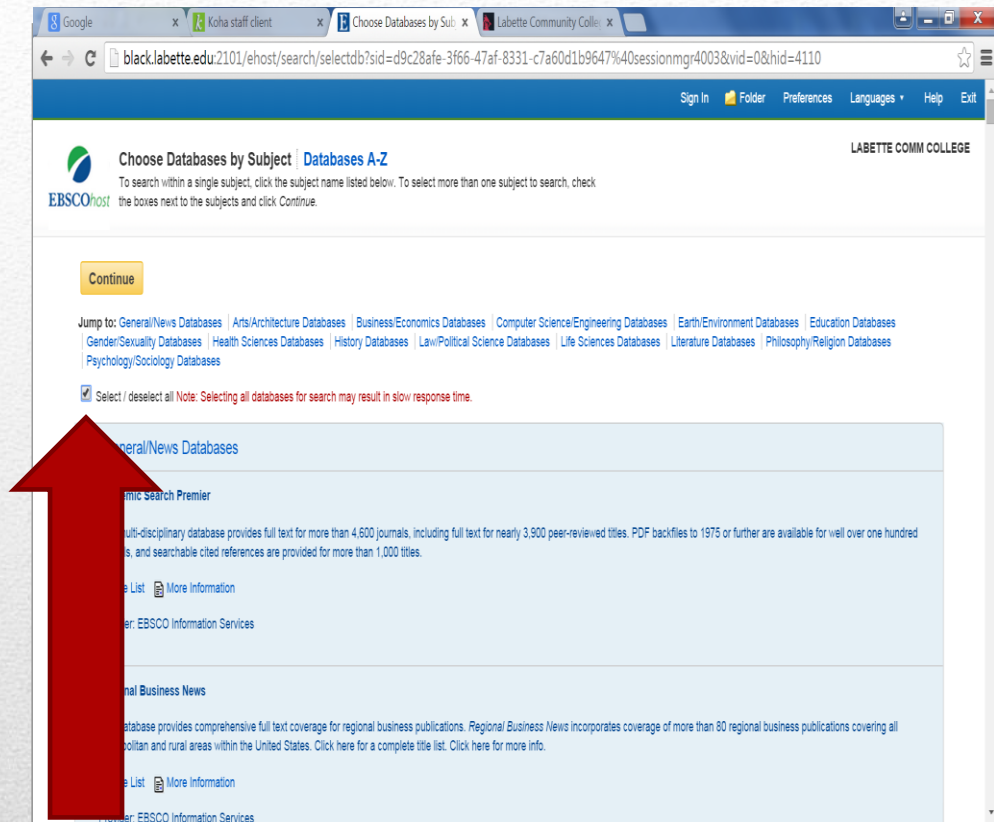 Google x Koha staff client x Choose Databases by Sub x Labette Community Collec x
black.labette.edu:2101/ehost/search/selectdb?sid=d9c28afe-3f66-47af-8331-c7a60d1b9647%40sessionmgr4003&vid=0&hid=4110
Sign In Folder Preferences Languages Help Exit
LABETTE COMM COLLEGE
EBSCOhost
Choose Databases by Subject Databases A-Z
To search within a single subject, click the subject name listed below. To select more than one subject to search, check
the boxes next to the subjects and click Continue.
Continue
Jump to: General/News Databases | Arts/Architecture Databases | Business/Economics Databases | Computer Science/Engineering Databases | Earth/Environment Databases | Education Databases
| Gender/Sexuality Databases | Health Sciences Databases | History Databases | Law/Political Science Databases | Life Sciences Databases | Literature Databases | Philosophy/Religion Databases
| Psychology/Sociology Databases
Select / deselect all Note: Selecting all databases for search may result in slow response time.
eneral/News Databases
emic Search Premier
ulti-disciplinary database provides full text for more than 4,600 journals, including full text for nearly 3,900 peer-reviewed titles. PDF backfiles to 1975 or further are available for well over one hundred
ls, and searchable cited references are provided for more than 1,000 titles.
e List More Information
er: EBSCO Information Services
nal Business News
atabase provides comprehensive full text coverage for regional business publications. Regional Business News incorporates coverage of more than 80 regional business publications covering all
politan and rural areas within the United States. Click here for a complete title list. Click here for more info.
e List More Information
Provider: EBSCO Information Services